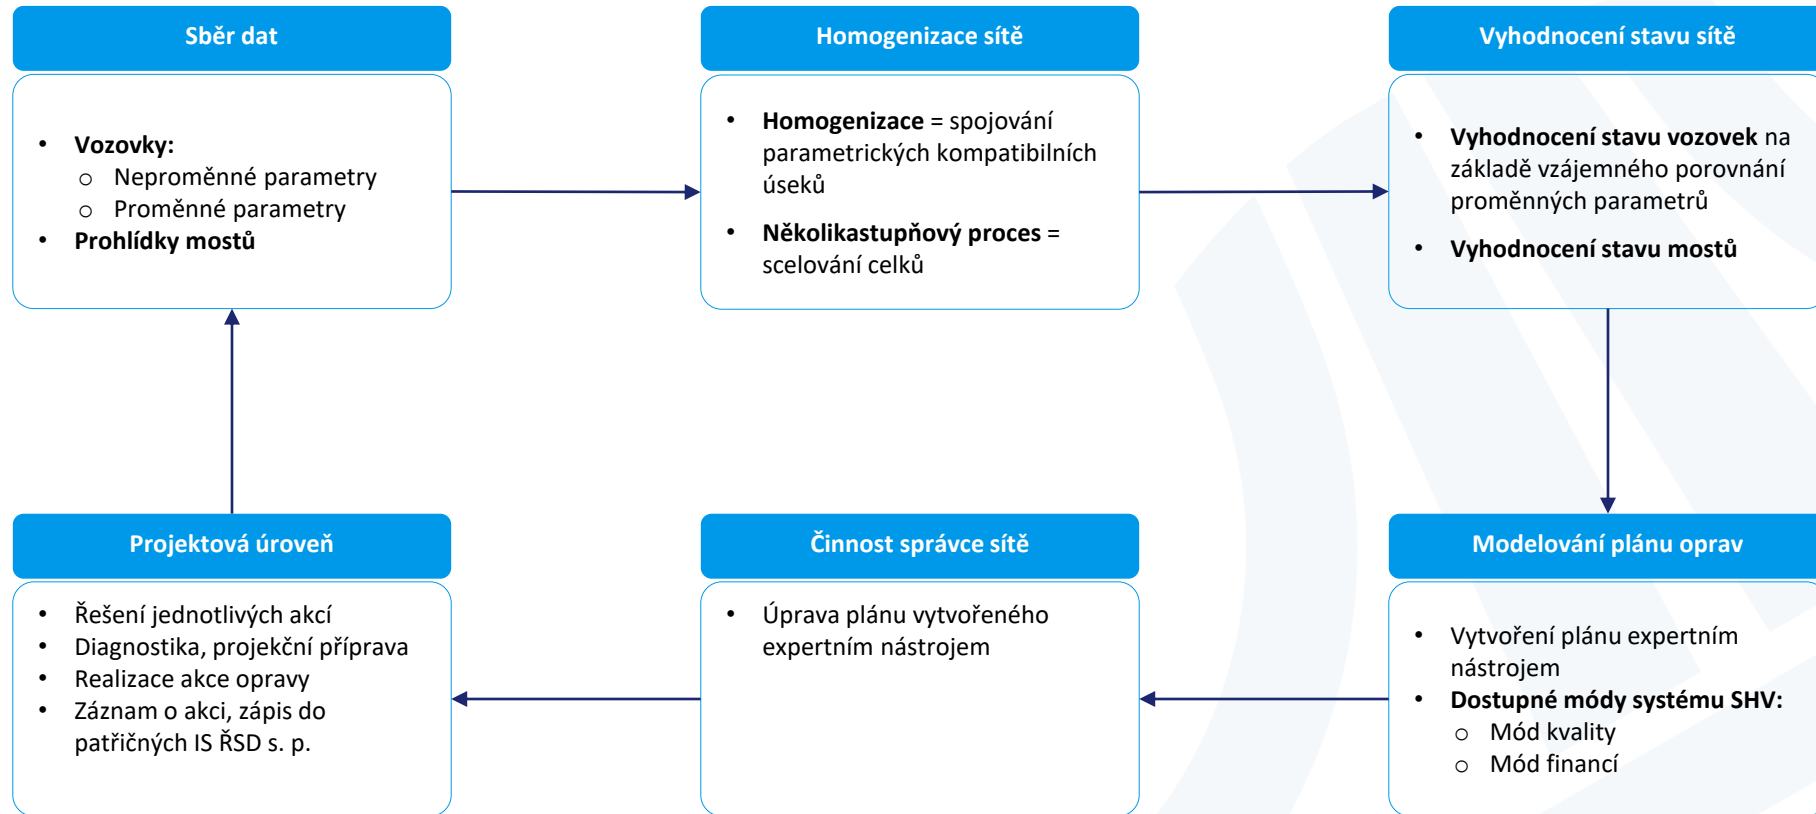 Sběr dat
• Vozovky:
o Neproměnné parametry
o Proměnné parametry
• Prohlídky mostů
Homogenizace sítě
• Homogenizace = spojování
parametrických kompatibilních
úseků
• Několikastupňový proces =
scelování celků
Vyhodnocení stavu sítě
• Vyhodnocení stavu vozovek na
základě vzájemného porovnání
proměnných parametrů
• Vyhodnocení stavu mostů
Projektová úroveň
• Řešení jednotlivých akcí
• Diagnostika, projekční příprava
• Realizace akce opravy
• Záznam o akci, zápis do
patřičných IS ŘSD s. p.
Činnost správce sítě
• Úprava plánu vytvořeného
expertním nástrojem
Modelování plánu oprav
• Vytvoření plánu expertním
nástrojem
• Dostupné módy systému SHV:
o Mód kvality
o Mód financí